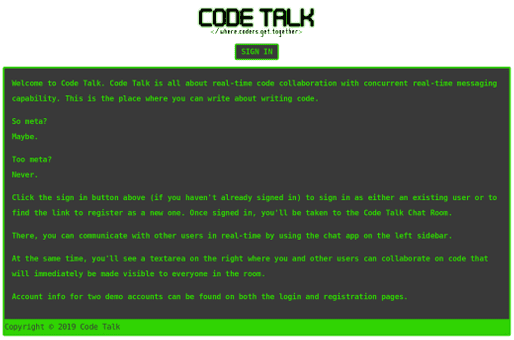 CODE TALK
</where.coders.get.together>
SIGN IN
Welcome to Code Talk. Code Talk is all about real-time code collaboration with concurrent real-time messaging
capability. This is the place where you can write about writing code.
So meta?
Maybe.
Too meta?
Never.
Click the sign in button above (if you haven't already signed in) to sign in as either an existing user or to
find the link to register as a new one. Once signed in, you'll be taken to the Code Talk Chat Room.
There, you can communicate with other users in real-time by using the chat app on the left sidebar.
At the same time, you'll see a textarea on the right where you and other users can collaborate on code that
will immediately be made visible to everyone in the room.
Account info for two demo accounts can be found on both the login and registration pages.
Copyright © 2019 Code Talk